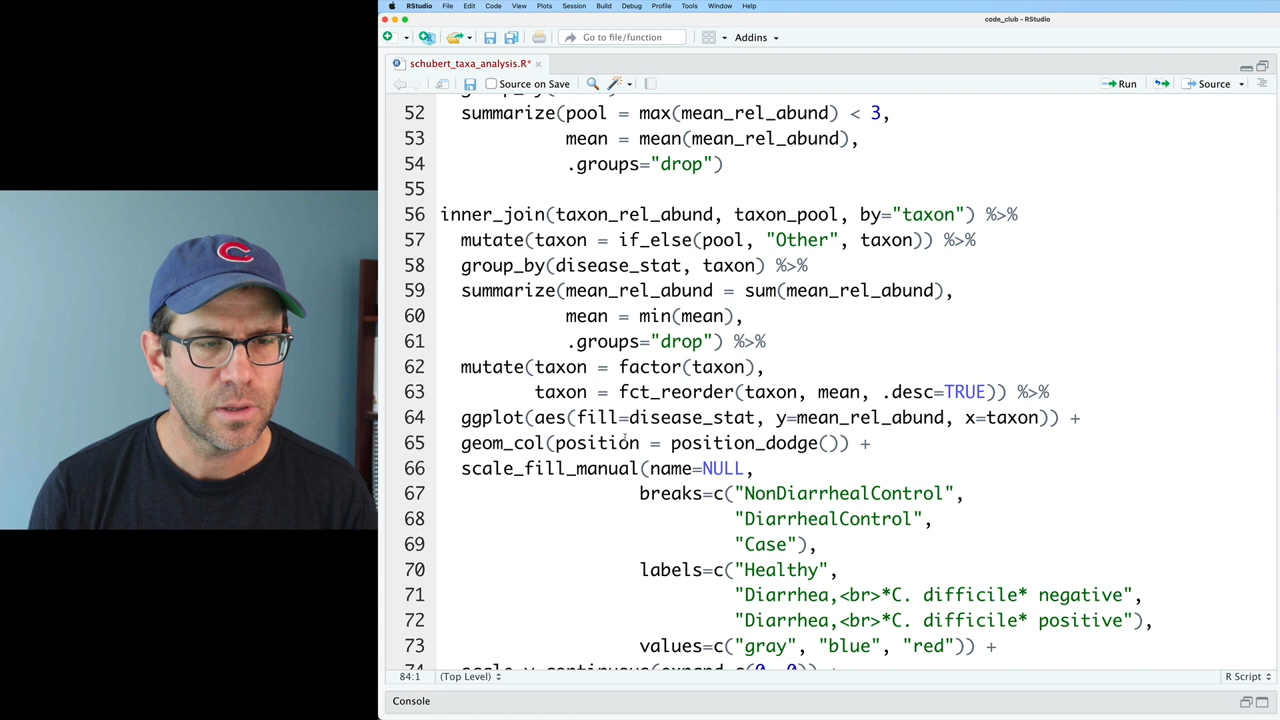 RStudio File Edit Code View Plots Session Build Debug Profile Tools Window Help
code_club - RStudio
Go to file/function Addins
schubert_taxa_analysis.R*
Source on Save Run Source
52 summarize(pool = max(mean_rel_abund) < 3,
53 mean = mean(mean_rel_abund),
54 .groups="drop")
55
56 inner_join(taxon_rel_abund, taxon_pool, by="taxon") %>%
57 mutate(taxon = if_else(pool, "Other", taxon)) %>%
58 group_by(disease_stat, taxon) %>%
59 summarize(mean_rel_abund = sum(mean_rel_abund),
60 mean = min(mean),
61 .groups="drop") %>%
62 mutate(taxon = factor(taxon),
63 taxon = fct_reorder(taxon, mean, .desc=TRUE)) %>%
64 ggplot(aes(fill=disease_stat, y=mean_rel_abund, x=taxon)) +
65 geom_col(position = position_dodge()) +
66 scale_fill_manual(name=NULL,
67 breaks=c("NonDiarrhealControl",
68 "DiarrhealControl",
69 "Case"),
70 labels=c("Healthy",
71 "Diarrhea,<br>*C. difficile* negative",
72 "Diarrhea,<br>*C. difficile* positive"),
73 values=c("gray", "blue", "red")) +
74 scale_y_continuous(expand=c(0, 0)) +
84:1 (Top Level) R Script
Console